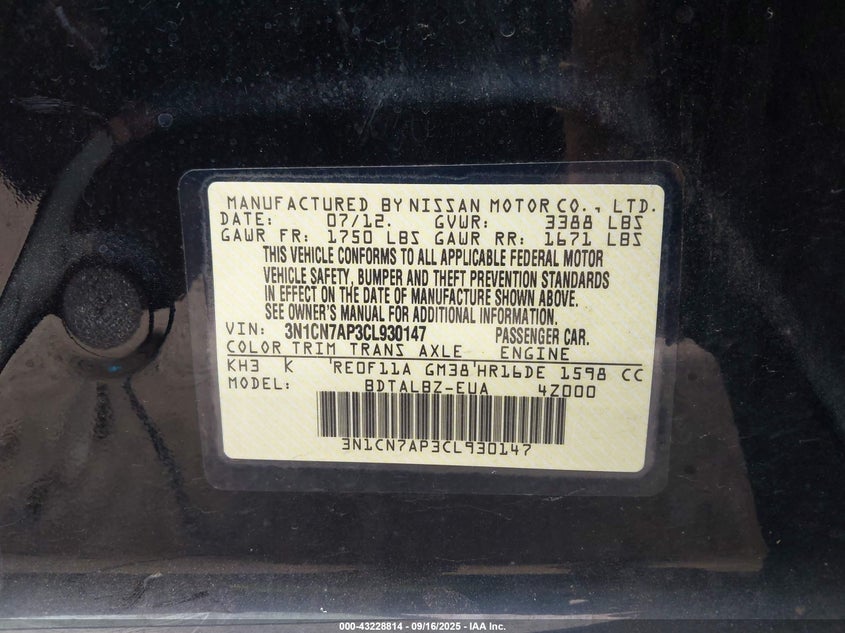 MANUFACTURED BY NISSAN MOTOR CO., LTD.
DATE: 07/12. GVWR: 3388 LBS
GAWR FR: 1750 LBS GAWR RR: 1671 LBS
THIS VEHICLE CONFORMS TO ALL APPLICABLE FEDERAL MOTOR
VEHICLE SAFETY, BUMPER AND THEFT PREVENTION STANDARDS
IN EFFECT ON THE DATE OF MANUFACTURE SHOWN ABOVE.
SEE OWNER'S MANUAL FOR ADDITIONAL INFORMATION.
VIN: 3N1CN7AP3CL930147 PASSENGER CAR.
COLOR TRIM TRANS AXLE ENGINE
KH3 K RE0F11A GM38 HR16DE 1598 CC
MODEL: BDTALBZ-EUA 4Z000
3N1CN7AP3CL930147
000-43228814 - 09/16/2025 - IAA Inc.